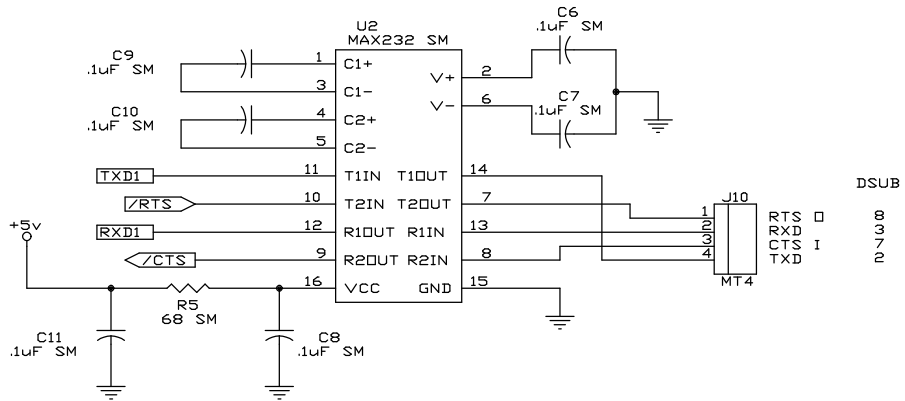 U2
MAX232 SM
C6
.1uF SM
C9
.1uF SM
1
C1+
V+
2
3
C1-
V-
6
C7
.1uF SM
C10
.1uF SM
4
C2+
5
C2-
TXD1
11
T1IN
T1OUT
14
/RTS
10
T2IN
T2OUT
7
RXD1
12
R1OUT
R1IN
13
/CTS
9
R2OUT
R2IN
8
+5v
16
VCC
GND
15
R5
68 SM
C11
.1uF SM
C8
.1uF SM
J10
DSUB
1
RTS O
8
2
RXD
3
3
CTS I
7
4
TXD
2
MT4